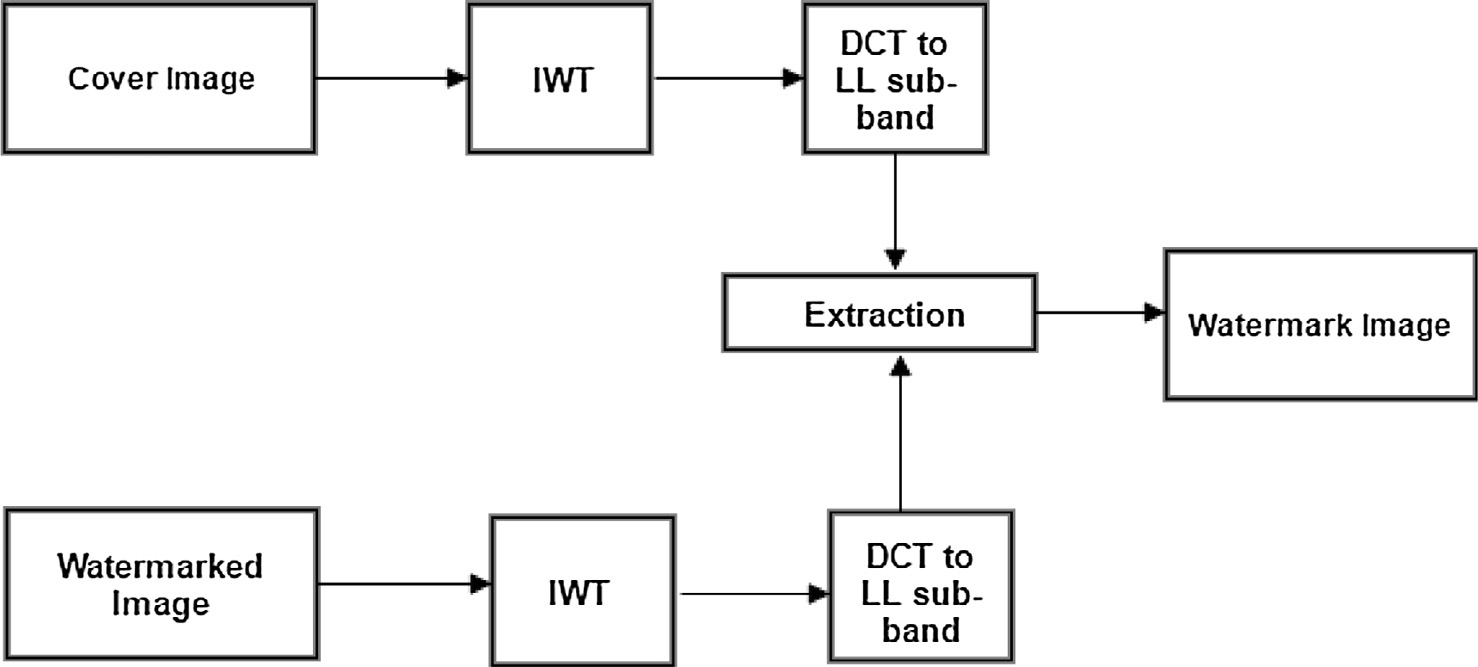 Cover Image
IWT
DCT to
LL sub-
band
Extraction
Watermark Image
Watermarked
Image
IWT
DCT to
LL sub-
band